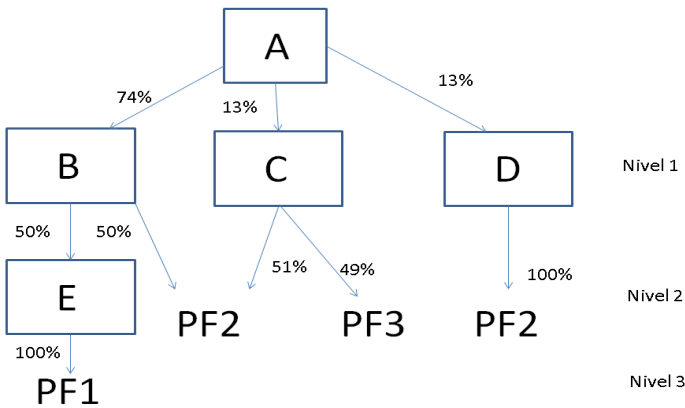 A
74%
13%
13%
B
C
D
Nivel 1
50%
50%
51%
49%
100%
E
PF2
PF3
PF2
Nivel 2
100%
PF1
Nivel 3